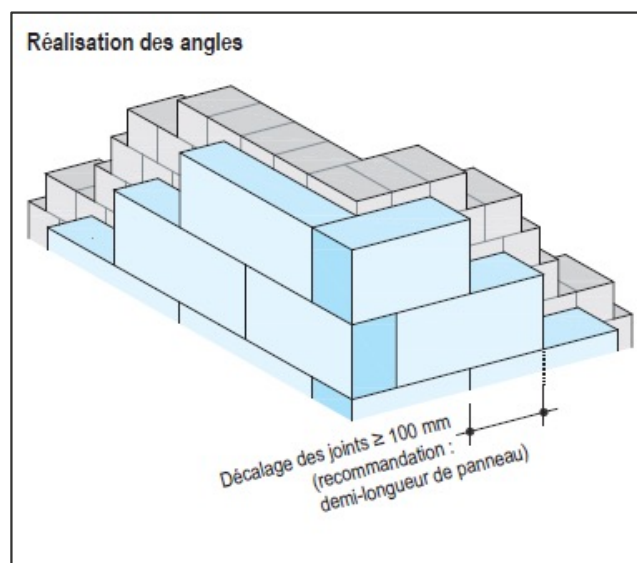 Réalisation des angles
Décalage des joints ≥ 100 mm
(recommandation :
demi-longueur de panneau)